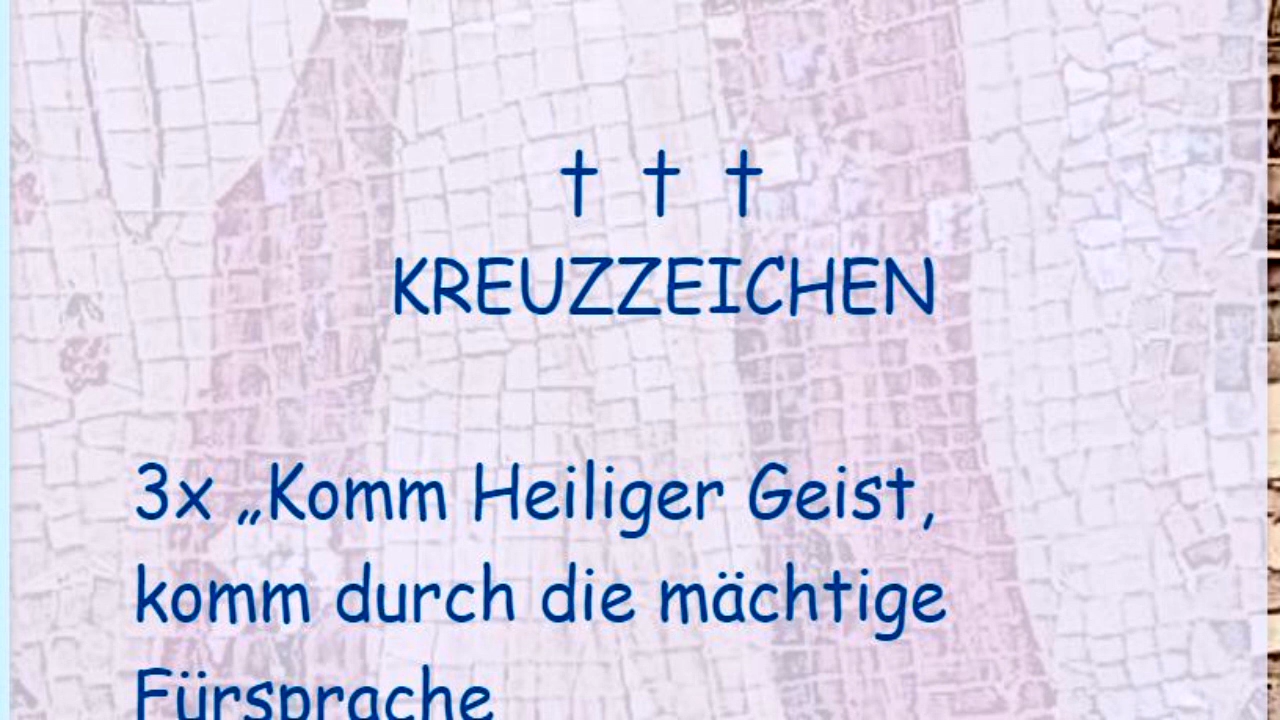 † † †
KREUZZEICHEN
3x „Komm Heiliger Geist,
komm durch die mächtige
Fürsprache